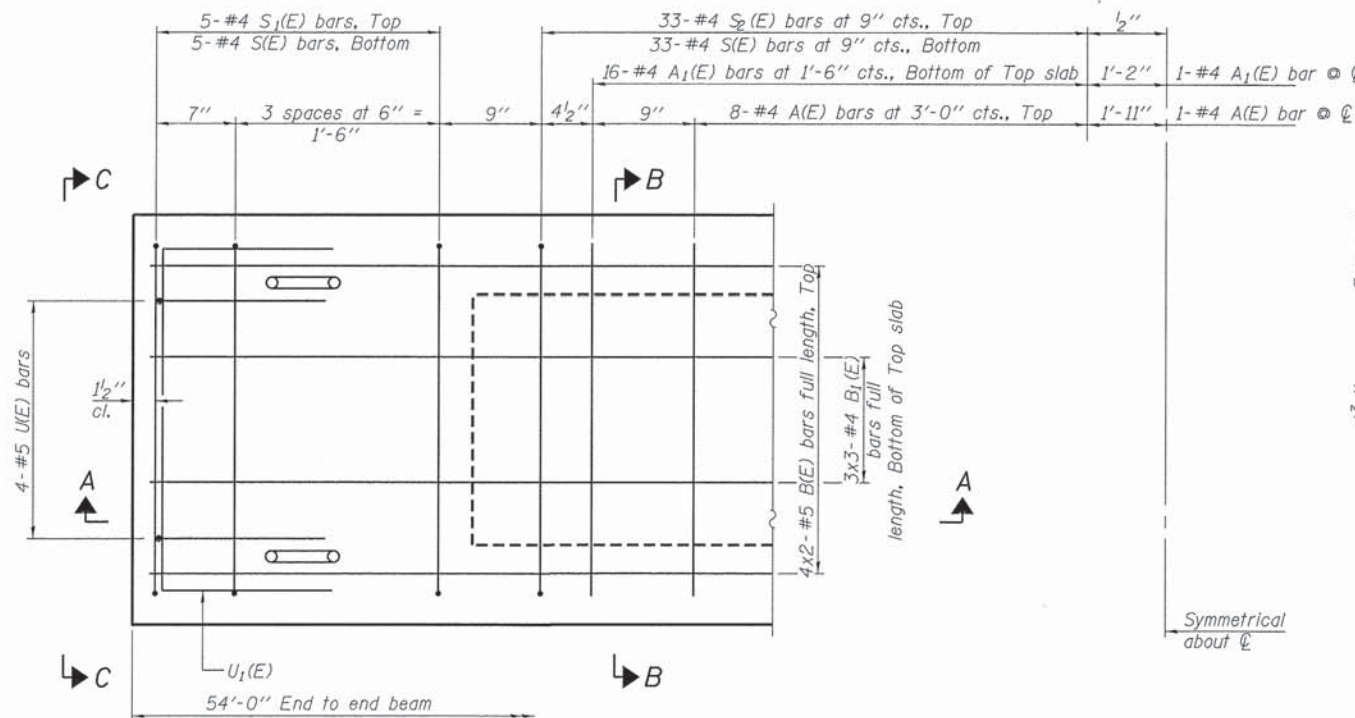 5-#4 S₁(E) bars, Top
5-#4 S(E) bars, Bottom
33-#4 S₂(E) bars at 9" cts., Top
33-#4 S(E) bars at 9" cts., Bottom
½"
16-#4 A₁(E) bars at 1'-6" cts., Bottom of Top slab
1'-2"
1-#4 A₁(E) bar @
7"
3 spaces at 6" =
1'-6"
9"
4½"
9"
8-#4 A(E) bars at 3'-0" cts., Top
1'-11"
1-#4 A(E) bar @ ℄
C
B
4-#5 U(E) bars
1½"
cl.
A
4x2-#5 B(E) bars full length, Top
3x3-#4 B₁(E)
bars full
length, Bottom of Top slab
A
Symmetrical
about ℄
C
U₁(E)
B
54'-0" End to end beam